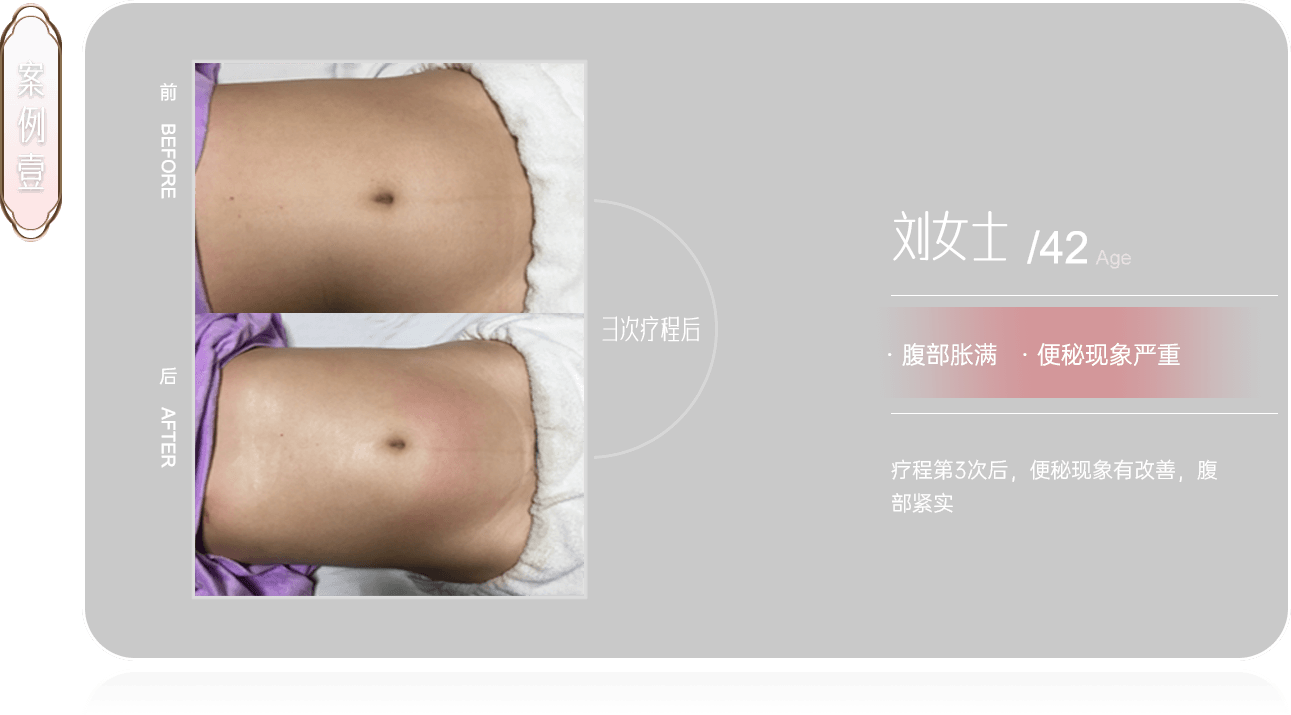 案例壹
前 BEFORE
后 AFTER
3次疗程后
刘女士 /42 Age
· 腹部胀满 · 便秘现象严重
疗程第3次后，便秘现象有改善，腹
部紧实